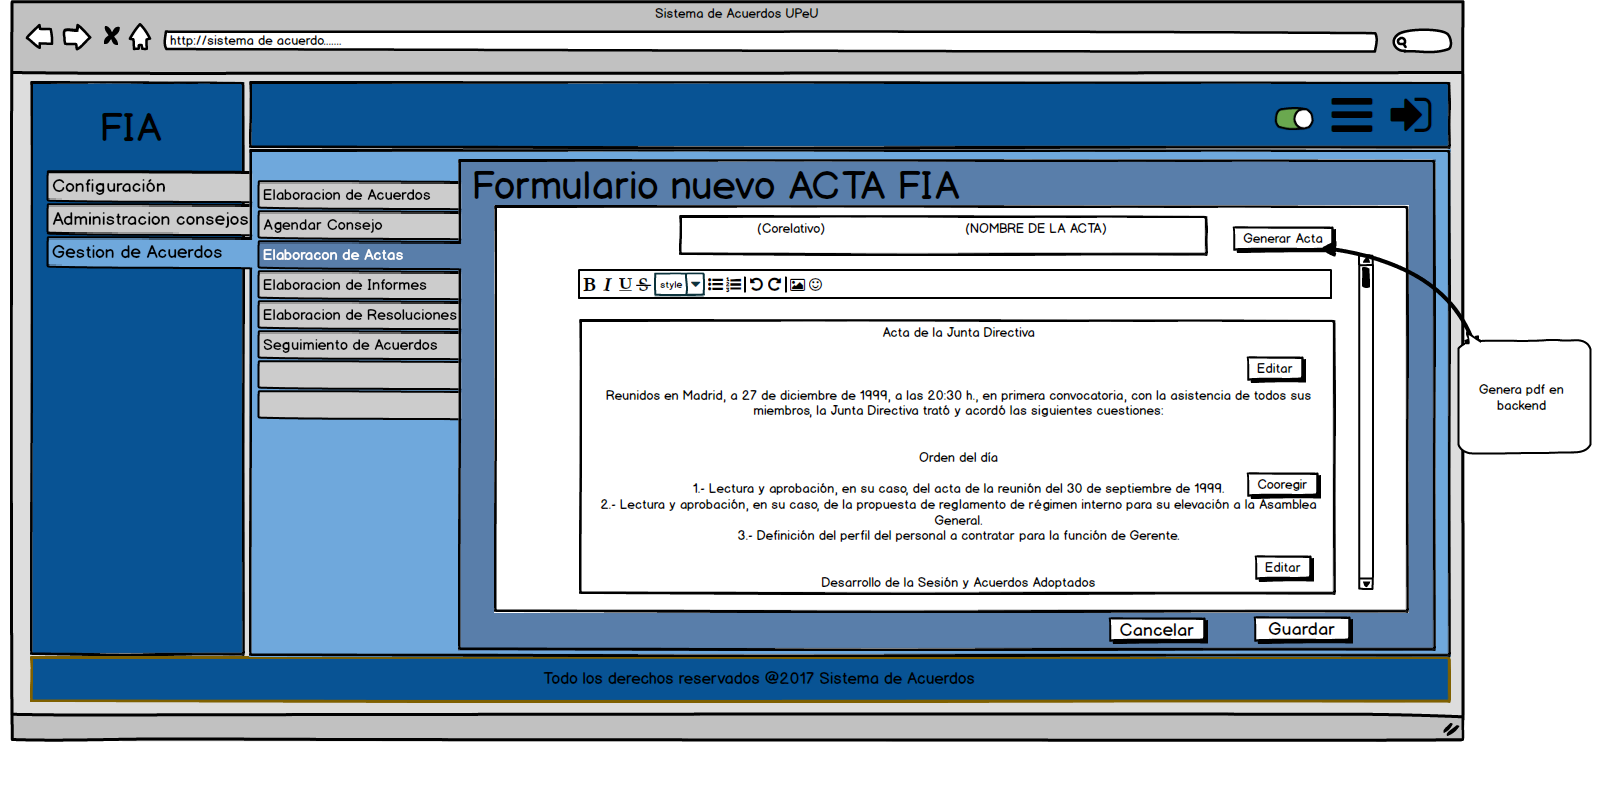 Sistema de Acuerdos UPeU
http://sistema de acuerdo.......
FIA
Configuración
Administracion consejos
Gestion de Acuerdos
Elaboracion de Acuerdos
Agendar Consejo
Elaboracon de Actas
Elaboracion de Informes
Elaboracion de Resoluciones
Seguimiento de Acuerdos
Formulario nuevo ACTA FIA
(Corelativo) (NOMBRE DE LA ACTA)
Generar Acta
B I U S style
Acta de la Junta Directiva
Editar
Reunidos en Madrid, a 27 de diciembre de 1999, a las 20:30 h., en primera convocatoria, con la asistencia de todos sus
miembros, la Junta Directiva trató y acordó las siguientes cuestiones:
Orden del día
Cooregir
1.- Lectura y aprobación, en su caso, del acta de la reunión del 30 de septiembre de 1999.
2.- Lectura y aprobación, en su caso, de la propuesta de reglamento de régimen interno para su elevación a la Asamblea
General.
3.- Definición del perfil del personal a contratar para la función de Gerente.
Editar
Desarrollo de la Sesión y Acuerdos Adoptados
Cancelar
Guardar
Genera pdf en
backend
Todo los derechos reservados @2017 Sistema de Acuerdos